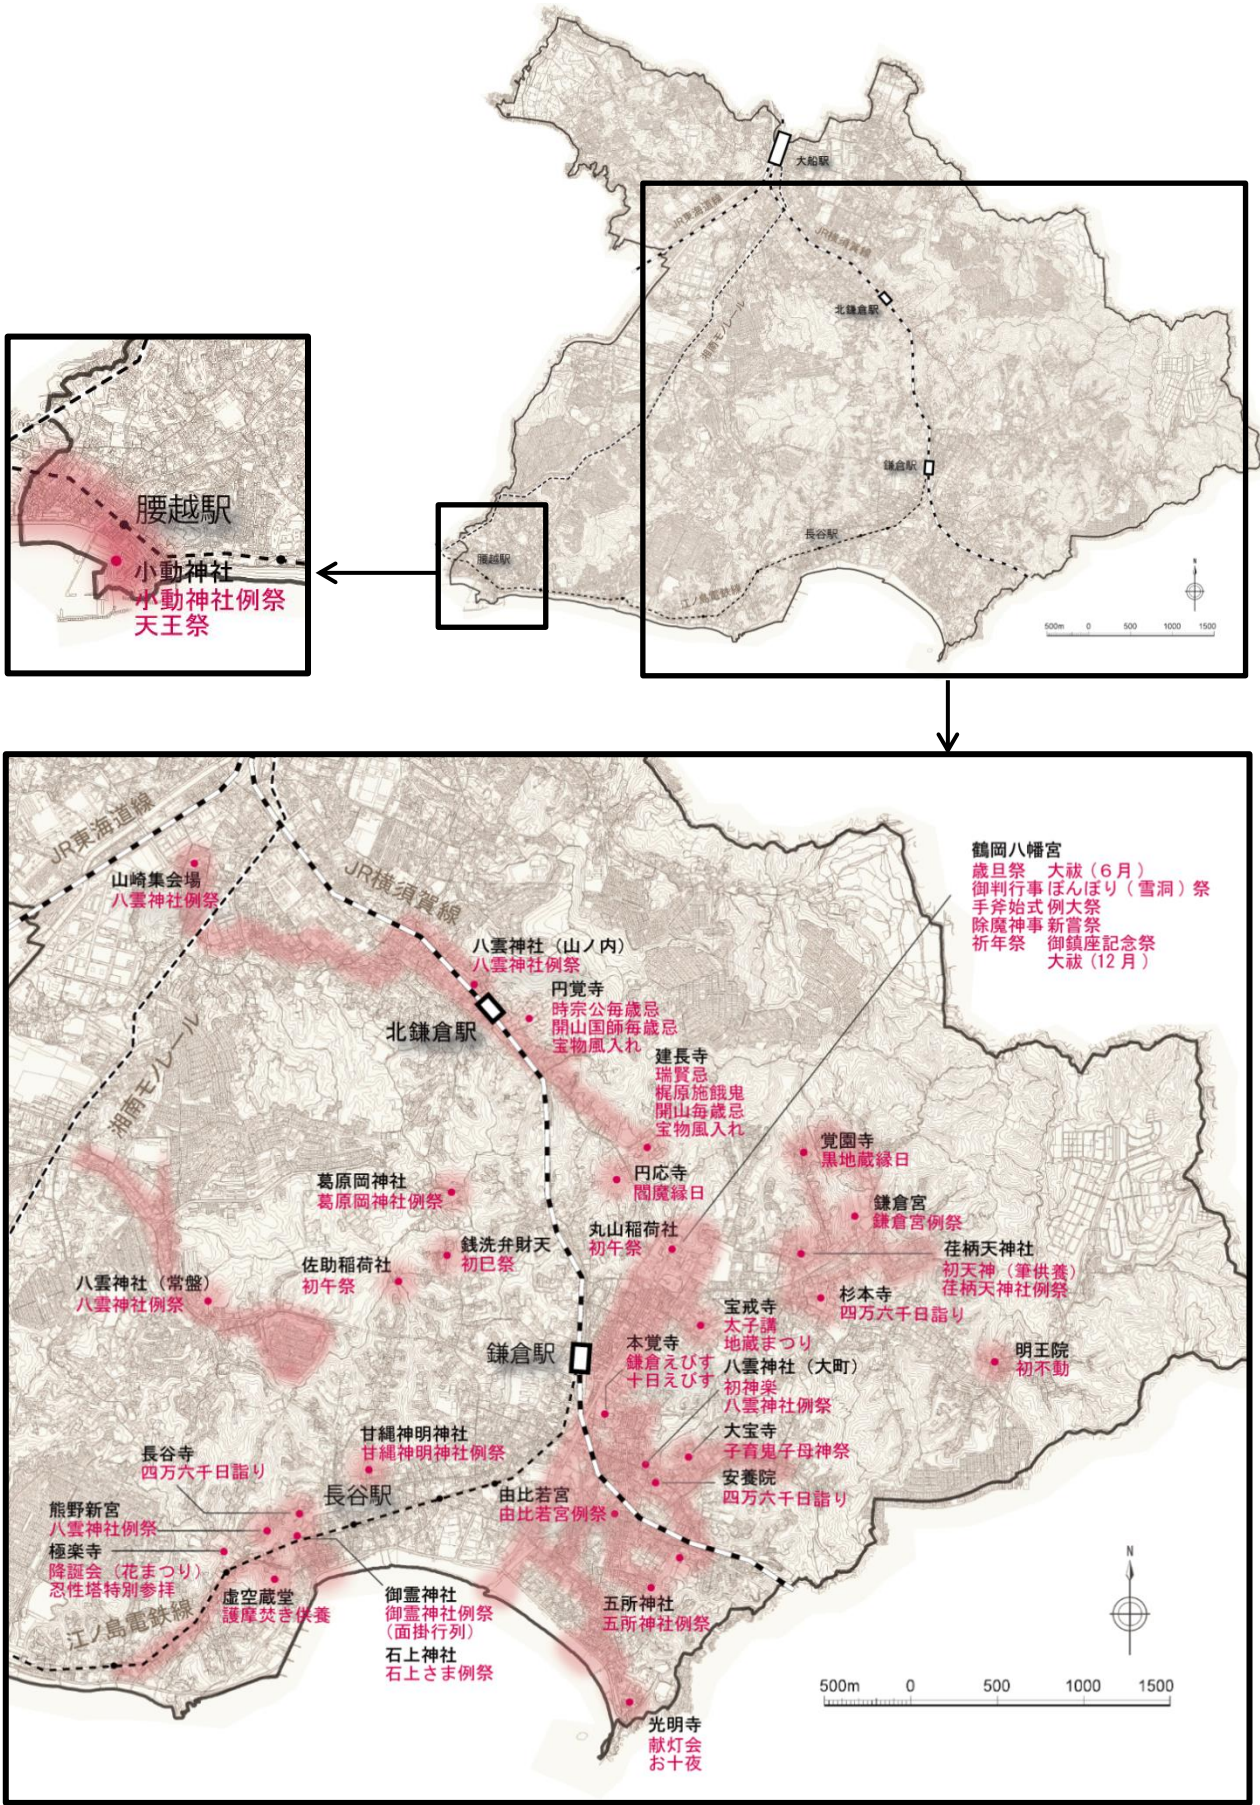 大船駅
JR東海道線
JR横須賀線
北鎌倉駅
湘南モノレール
鎌倉駅
長谷駅
腰越駅
江ノ島電鉄線
N
500m 0 500 1000 1500
腰越駅
小動神社
小動神社例祭
天王祭
JR東海道線
JR横須賀線
湘南モノレール
江ノ島電鉄線
山崎集会場
八雲神社例祭
八雲神社（山ノ内）
八雲神社例祭
北鎌倉駅
円覚寺
時宗公毎歳忌
開山国師毎歳忌
宝物風入れ
建長寺
瑞賢忌
梶原施餓鬼
開山毎歳忌
宝物風入れ
鶴岡八幡宮
歳旦祭 大祓（６月）
御判行事 ぼんぼり（雪洞）祭
手斧始式 例大祭
除魔神事 新嘗祭
祈年祭 御鎮座記念祭
大祓（12月）
円応寺
閻魔縁日
覚園寺
黒地蔵縁日
鎌倉宮
鎌倉宮例祭
荏柄天神社
初天神（筆供養）
荏柄天神社例祭
杉本寺
四万六千日詣り
明王院
初不動
葛原岡神社
葛原岡神社例祭
銭洗弁財天
初巳祭
佐助稲荷社
初午祭
丸山稲荷社
初午祭
八雲神社（常盤）
八雲神社例祭
鎌倉駅
宝戒寺
太子講
地蔵まつり
本覚寺
鎌倉えびす
十日えびす
八雲神社（大町）
初神楽
八雲神社例祭
大宝寺
子育鬼子母神祭
安養院
四万六千日詣り
甘縄神明神社
甘縄神明神社例祭
長谷寺
四万六千日詣り
長谷駅
熊野新宮
八雲神社例祭
極楽寺
降誕会（花まつり）
忍性塔特別参拝
虚空蔵堂
護摩焚き供養
御霊神社
御霊神社例祭
（面掛行列）
石上神社
石上さま例祭
由比若宮
由比若宮例祭
五所神社
五所神社例祭
光明寺
献灯会
お十夜
N
500m 0 500 1000 1500